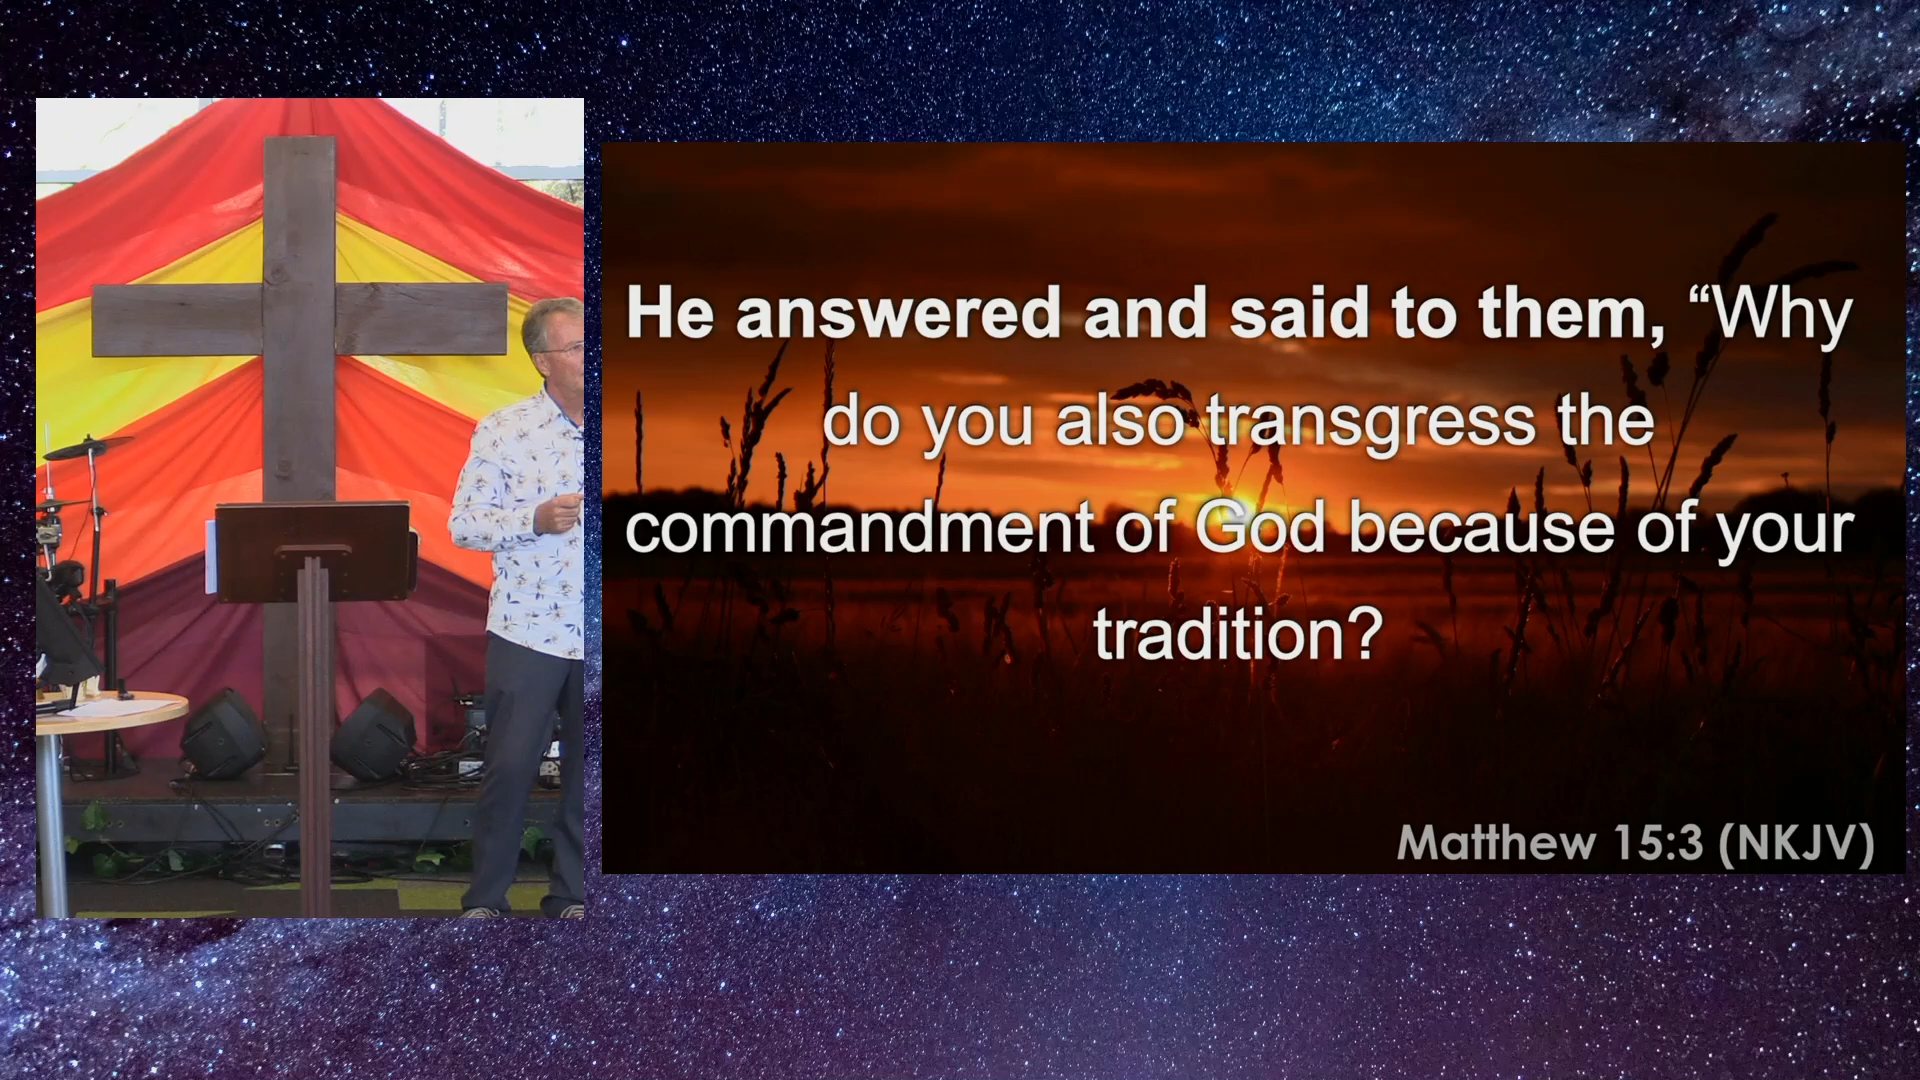 He answered and said to them, “Why
do you also transgress the
commandment of God because of your
tradition?
Matthew 15:3 (NKJV)